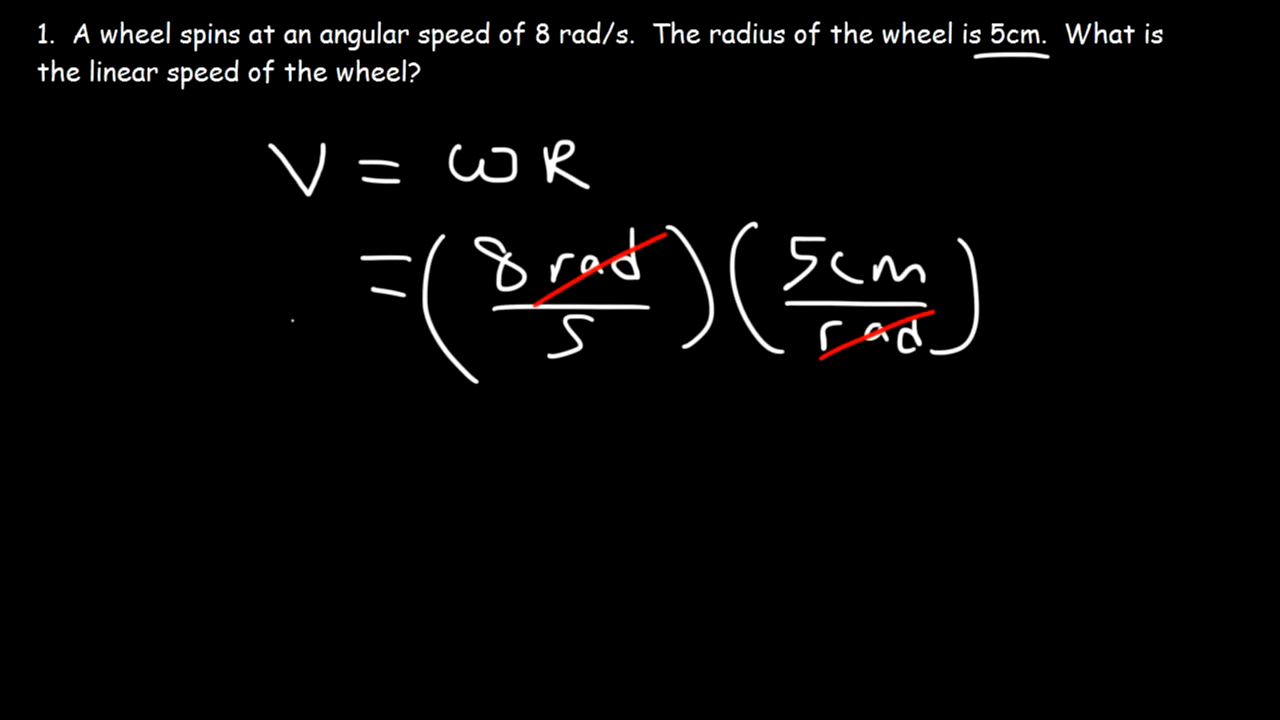 1. A wheel spins at an angular speed of 8 rad/s. The radius of the wheel is 5cm. What is
the linear speed of the wheel?
V = ωR
= (8 rad/s) (5cm/rad)